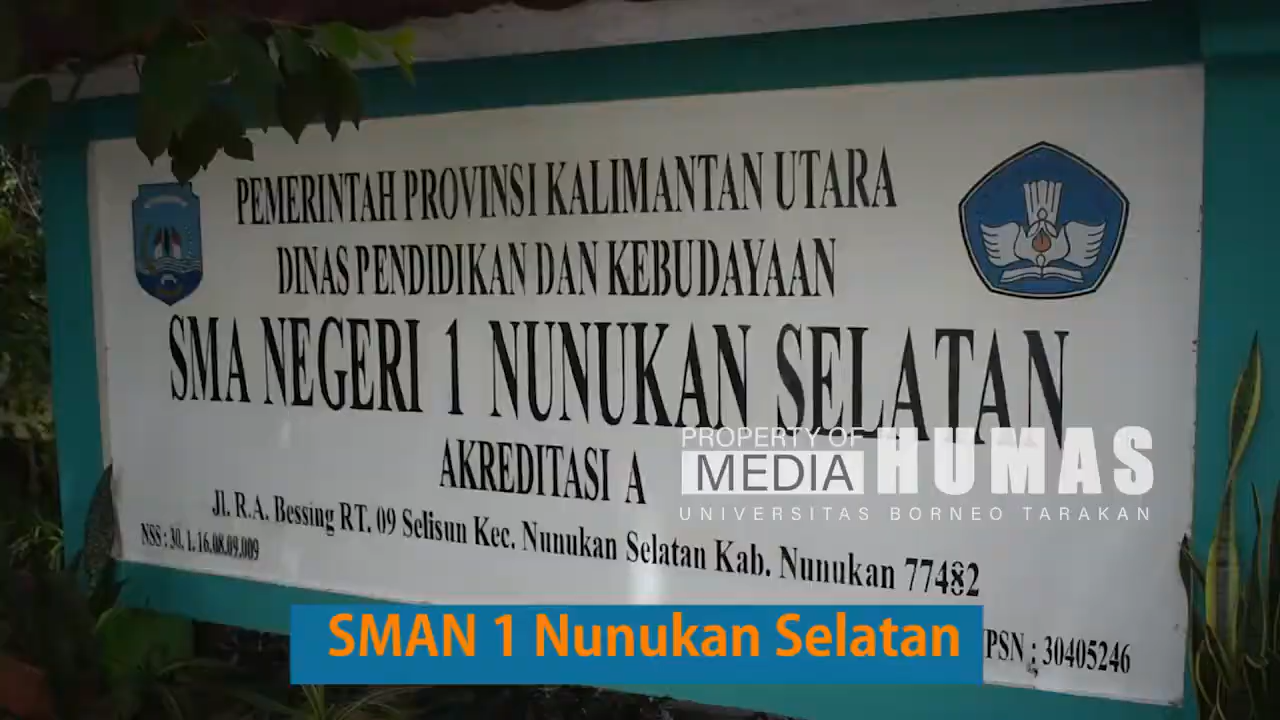 PEMERINTAH PROVINSI KALIMANTAN UTARA
DINAS PENDIDIKAN DAN KEBUDAYAAN
SMA NEGERI 1 NUNUKAN SELATAN
AKREDITASI A
Jl. R.A. Bessing RT. 09 Selisun Kec. Nunukan Selatan Kab. Nunukan 77482
NSS : 30. 1. 16.08.09.009
PSN : 30405246
PROPERTY OF
MEDIA HUMAS
UNIVERSITAS BORNEO TARAKAN
SMAN 1 Nunukan Selatan